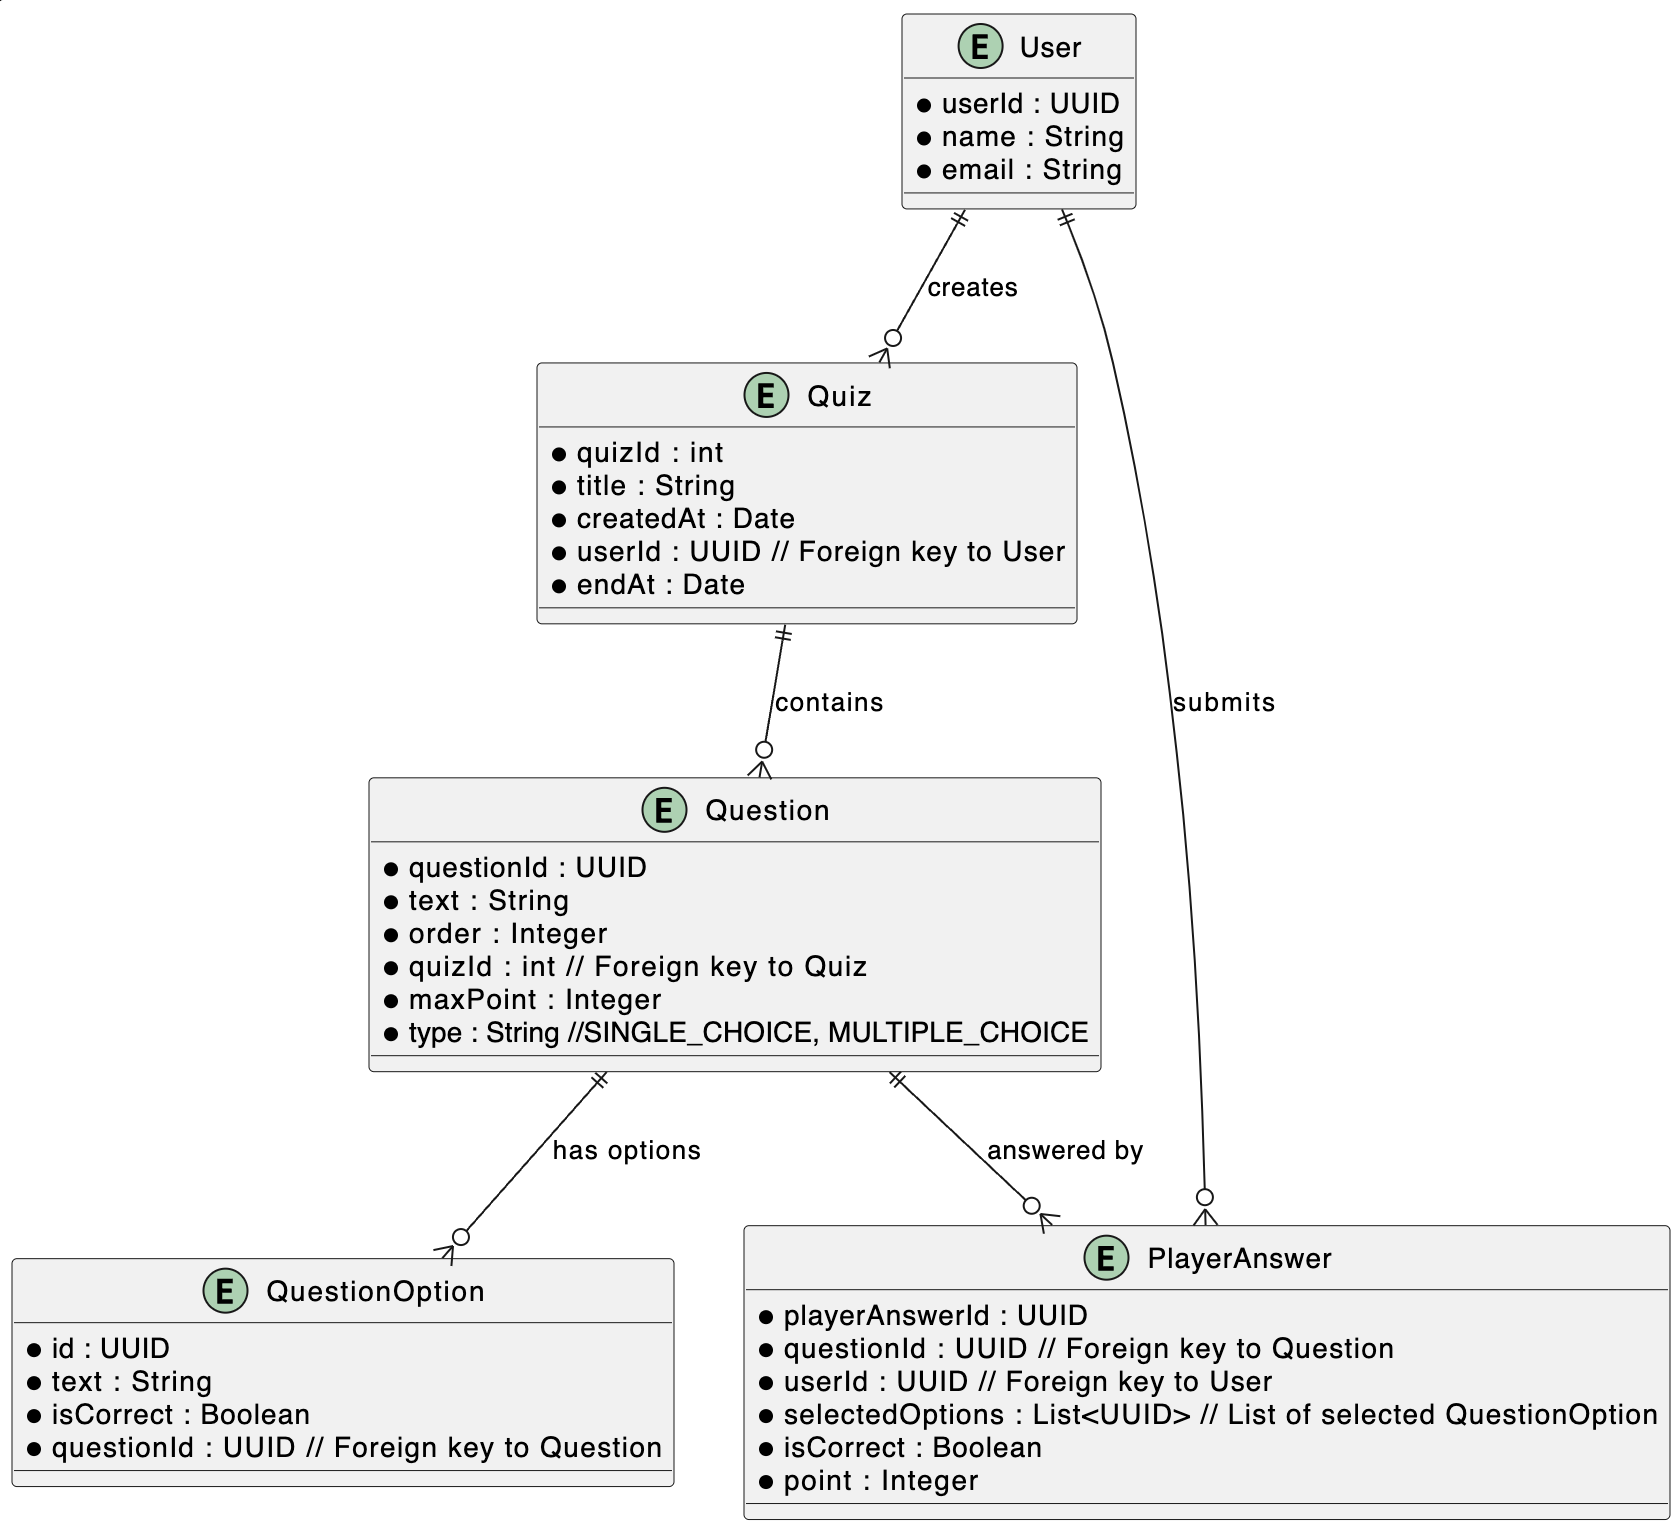 E User
userId : UUID
name : String
email : String
creates
E Quiz
quizId : int
title : String
createdAt : Date
userId : UUID // Foreign key to User
endAt : Date
contains
submits
E Question
questionId : UUID
text : String
order : Integer
quizId : int // Foreign key to Quiz
maxPoint : Integer
type : String //SINGLE_CHOICE, MULTIPLE_CHOICE
has options
answered by
E QuestionOption
id : UUID
text : String
isCorrect : Boolean
questionId : UUID // Foreign key to Question
E PlayerAnswer
playerAnswerId : UUID
questionId : UUID // Foreign key to Question
userId : UUID // Foreign key to User
selectedOptions : List<UUID> // List of selected QuestionOption
isCorrect : Boolean
point : Integer